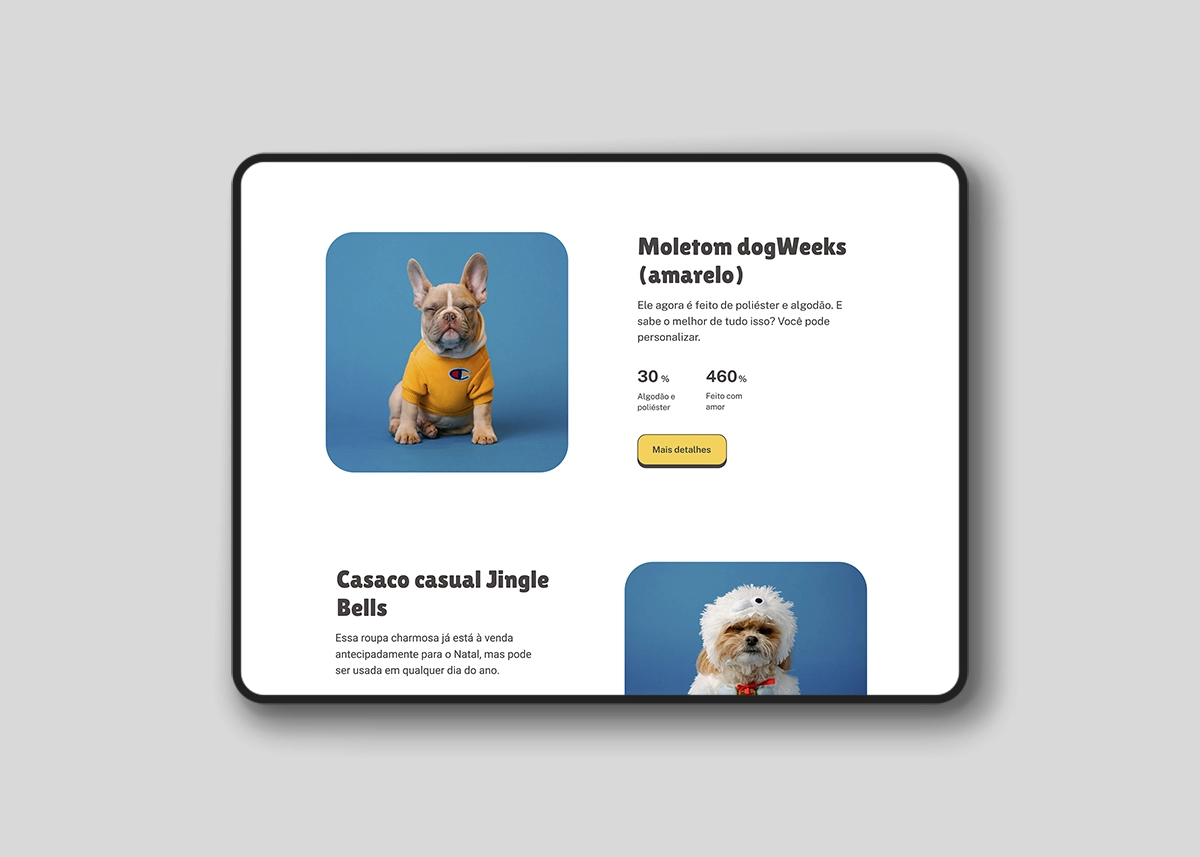 Moletom dogWeeks
(amarelo)
Ele agora é feito de poliéster e algodão. E
sabe o melhor de tudo isso? Você pode
personalizar.
30 %
460%
Algodão e
poliéster
Feito com
amor
Mais detalhes
Casaco casual Jingle
Bells
Essa roupa charmosa já está à venda
antecipadamente para o Natal, mas pode
ser usada em qualquer dia do ano.